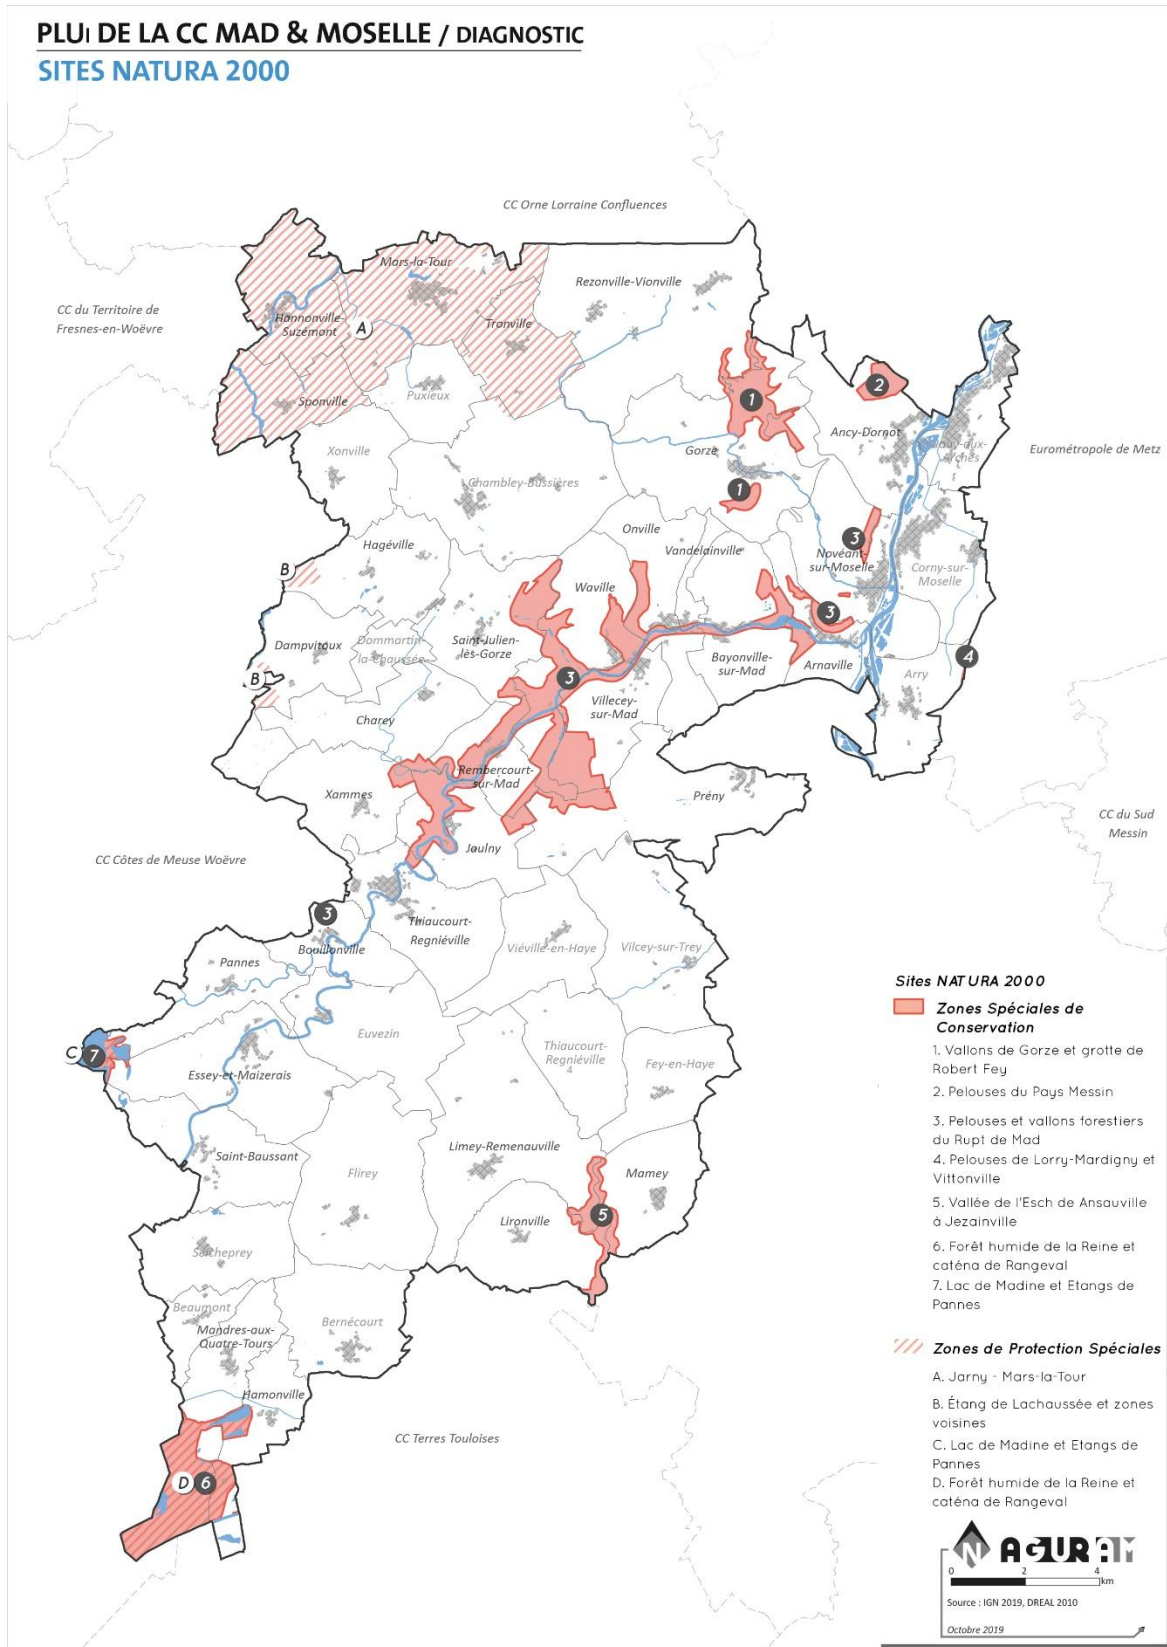 PLUi DE LA CC MAD & MOSELLE / DIAGNOSTIC
SITES NATURA 2000
CC Orne Lorraine Confluences
CC du Territoire de
Fresnes-en-Woëvre
Mars-la-Tour
Rezonville-Vionville
Hannonville-
Suzémont
A
Tronville
Sponville
Puxieux
1
2
Ancy-Dornot
Eurométropole de Metz
Xonville
Gorze
Chambley-Bussières
1
Onville
Vandelainville
3
Novéant-
sur-Moselle
Corny-sur-
Moselle
Hagéville
B
Waville
3
Dampvitoux
Dommartin-
la-Chaussée
Saint-Julien-
lès-Gorze
Bayonville-
sur-Mad
Arnaville
4
Arry
B
3
Villecey-
sur-Mad
Charey
Rembercourt-
sur-Mad
Xammes
Prény
CC du Sud
Messin
Jaulny
CC Côtes de Meuse Woëvre
3
Thiaucourt-
Regniéville
Bouillonville
Viéville-en-Haye
Vilcey-sur-Trey
Pannes
Euvezin
C
7
Essey-et-Maizerais
Thiaucourt-
Regniéville
4
Fey-en-Haye
Saint-Baussant
Limey-Remenauville
Flirey
Mamey
Lironville
5
Seicheprey
Beaumont
Mandres-aux-
Quatre-Tours
Bernécourt
Hamonville
CC Terres Touloises
D
6
Sites NATURA 2000
Zones Spéciales de
Conservation
1. Vallons de Gorze et grotte de
Robert Fey
2. Pelouses du Pays Messin
3. Pelouses et vallons forestiers
du Rupt de Mad
4. Pelouses de Lorry-Mardigny et
Vittonville
5. Vallée de l'Esch de Ansauville
à Jezainville
6. Forêt humide de la Reine et
caténa de Rangeval
7. Lac de Madine et Etangs de
Pannes
Zones de Protection Spéciales
A. Jarny - Mars-la-Tour
B. Étang de Lachaussée et zones
voisines
C. Lac de Madine et Etangs de
Pannes
D. Forêt humide de la Reine et
caténa de Rangeval
N AGURAM
0 2 4
km
Source : IGN 2019, DREAL 2010
Octobre 2019